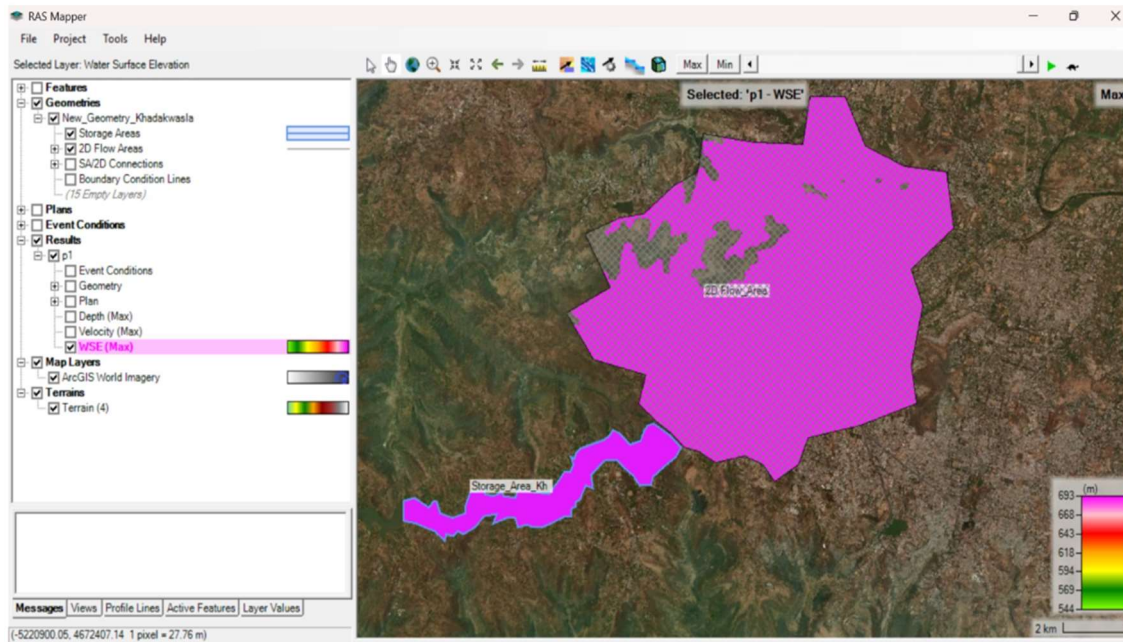 RAS Mapper
File Project Tools Help
Selected Layer: Water Surface Elevation
Max Min
Features
Geometries
New_Geometry_Khadakwasla
Storage Areas
2D Flow Areas
SA/2D Connections
Boundary Condition Lines
(15 Empty Layers)
Plans
Event Conditions
Results
p1
Event Conditions
Geometry
Plan
Depth (Max)
Velocity (Max)
WSE (Max)
Map Layers
ArcGIS World Imagery
Terrains
Terrain (4)
Selected: 'p1 - WSE'
Max
2D Flow_Area
Storage_Area_Kh
(m)
693
668
643
618
594
569
544
2 km
Messages Views Profile Lines Active Features Layer Values
(-5220900.05, 4672407.14 1 pixel = 27.76 m)